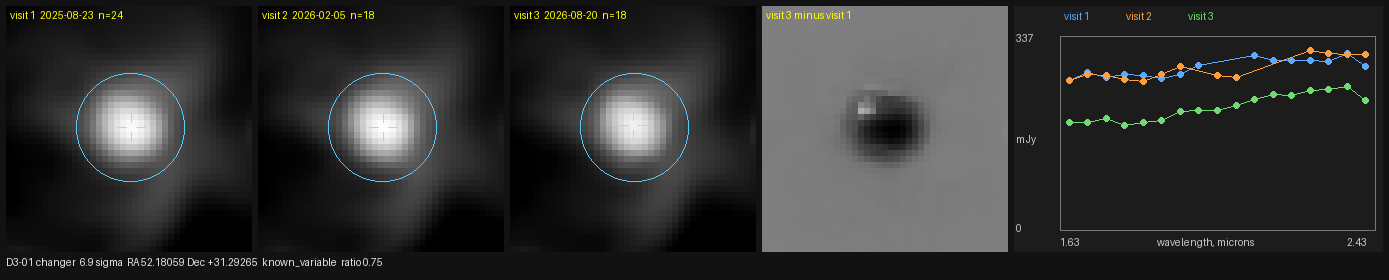 visit 1 2025-08-23 n=24
visit 2 2026-02-05 n=18
visit 3 2026-08-20 n=18
visit 3 minus visit 1
visit 1 visit 2 visit 3
337
mJy
0
1.63 wavelength, microns 2.43
D3-01 changer 6.9 sigma RA 52.18059 Dec +31.29265 known_variable ratio 0.75